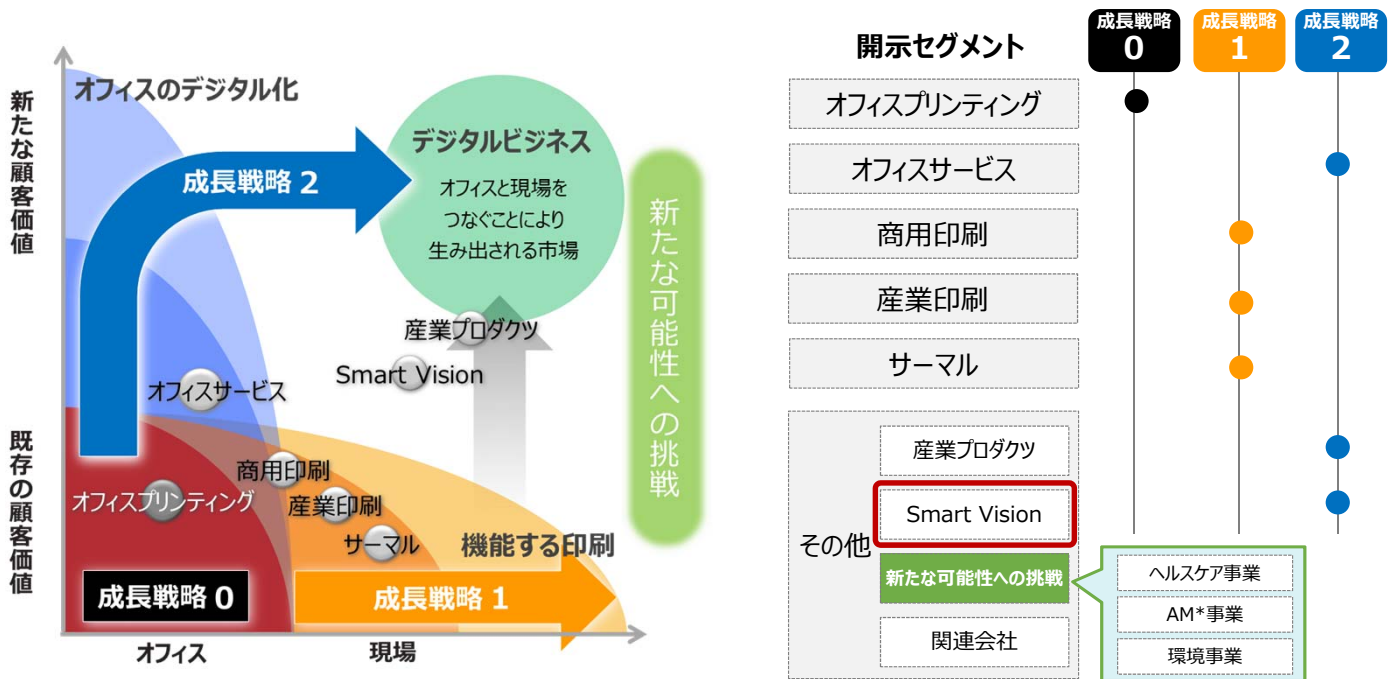 新たな顧客価値
既存の顧客価値
オフィスのデジタル化
成長戦略 2
デジタルビジネス
オフィスと現場を
つなぐことにより
生み出される市場
新たな可能性への挑戦
産業プロダクツ
Smart Vision
オフィスサービス
商用印刷
オフィスプリンティング
産業印刷
サーマル
機能する印刷
成長戦略 0
成長戦略 1
オフィス
現場
開示セグメント
成長戦略
0
成長戦略
1
成長戦略
2
オフィスプリンティング
オフィスサービス
商用印刷
産業印刷
サーマル
その他
産業プロダクツ
Smart Vision
新たな可能性への挑戦
関連会社
ヘルスケア事業
AM*事業
環境事業